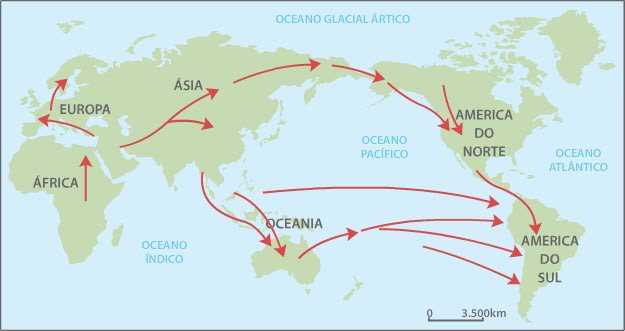 OCEANO GLACIAL ÁRTICO
ÁSIA
EUROPA
AMERICA
DO
NORTE
OCEANO
PACÍFICO
OCEANO
ATLÂNTICO
ÁFRICA
OCEANIA
OCEANO
ÍNDICO
AMERICA
DO
SUL
0 3.500km